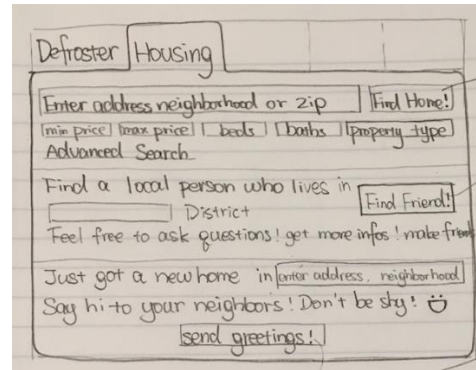 Defroster Housing
Enter address neighborhood or zip Find Home!
min price max price beds baths property type
Advanced Search
Find a local person who lives in Find Friend!
District
Feel free to ask questions! get more infos! make frien
Just got a new home in enter address, neighborhood
Say hi to your neighbors! Don't be shy!
send greetings!